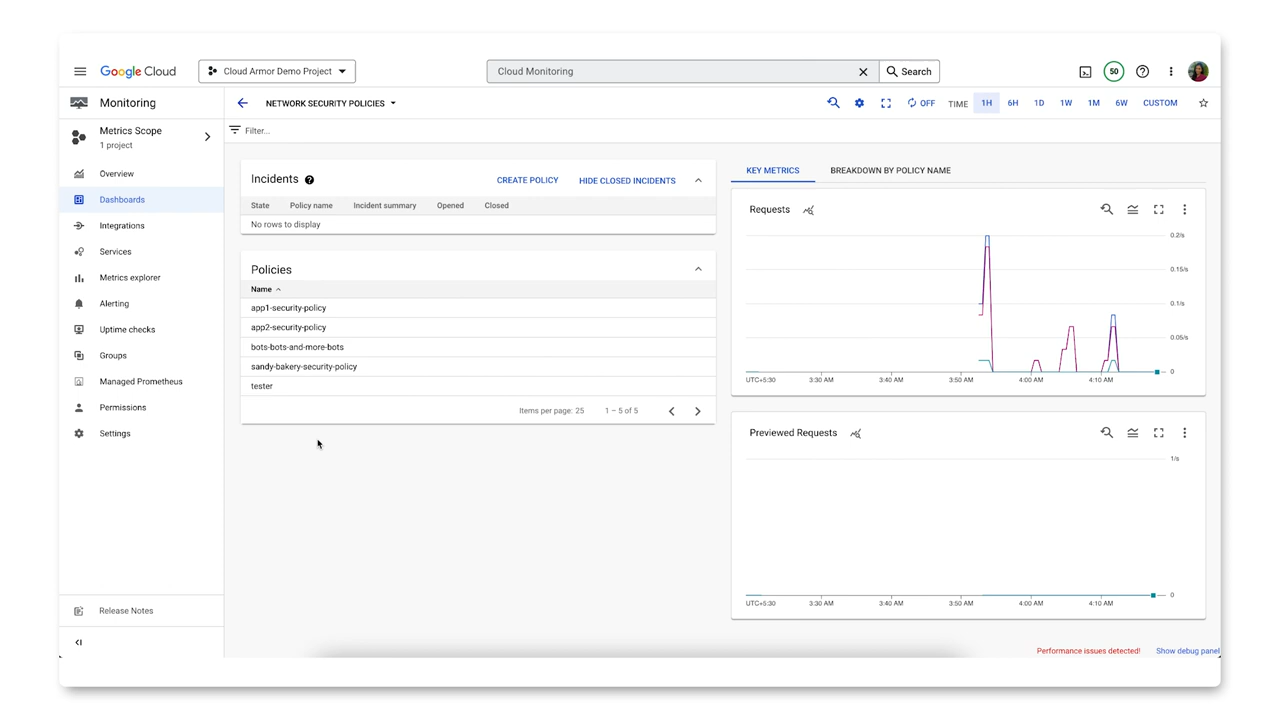 Google Cloud
Cloud Armor Demo Project
Cloud Monitoring
Search
50
Monitoring
NETWORK SECURITY POLICIES
OFF TIME 1H 6H 1D 1W 1M 6W CUSTOM
Metrics Scope
1 project
Overview
Dashboards
Integrations
Services
Metrics explorer
Alerting
Uptime checks
Groups
Managed Prometheus
Permissions
Settings
Release Notes
Filter...
Incidents
CREATE POLICY HIDE CLOSED INCIDENTS
State Policy name Incident summary Opened Closed
No rows to display
Policies
Name
app1-security-policy
app2-security-policy
bots-bots-and-more-bots
sandy-bakery-security-policy
tester
Items per page: 25 1 – 5 of 5
KEY METRICS BREAKDOWN BY POLICY NAME
Requests
0.2/s
0.15/s
0.1/s
0.05/s
0
UTC+5:30 3:30 AM 3:40 AM 3:50 AM 4:00 AM 4:10 AM
Previewed Requests
1/s
0
UTC+5:30 3:30 AM 3:40 AM 3:50 AM 4:00 AM 4:10 AM
Performance issues detected! Show debug panel